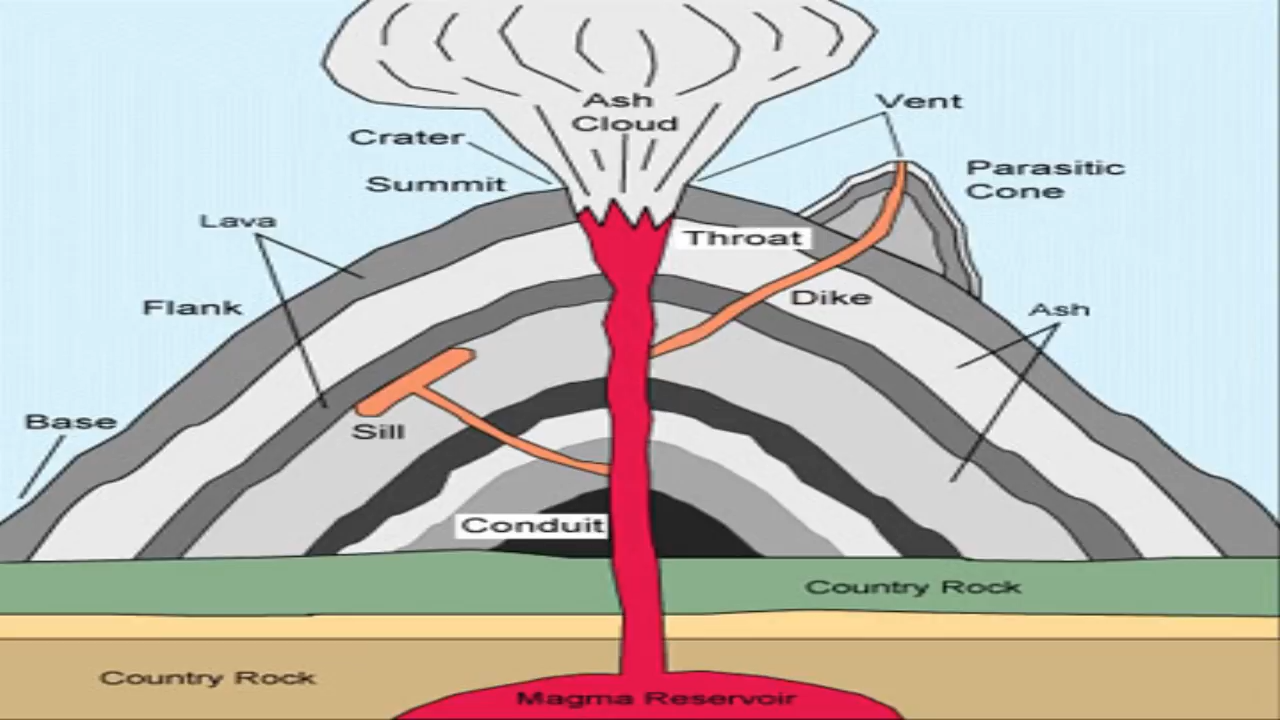 Ash
Cloud
Vent
Crater
Parasitic
Cone
Summit
Lava
Throat
Dike
Flank
Ash
Base
Sill
Conduit
Country Rock
Country Rock
Magma Reservoir